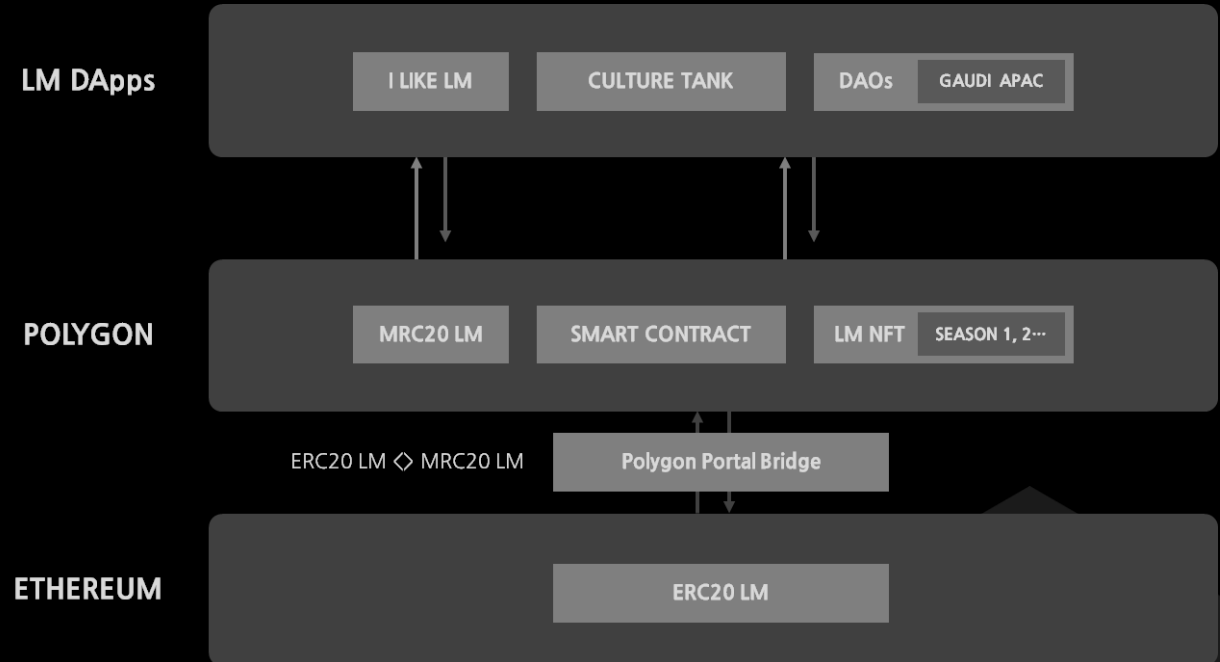 LM DApps
I LIKE LM
CULTURE TANK
DAOs
GAUDI APAC
POLYGON
MRC20 LM
SMART CONTRACT
LM NFT
SEASON 1, 2···
ERC20 LM <> MRC20 LM
Polygon Portal Bridge
ETHEREUM
ERC20 LM